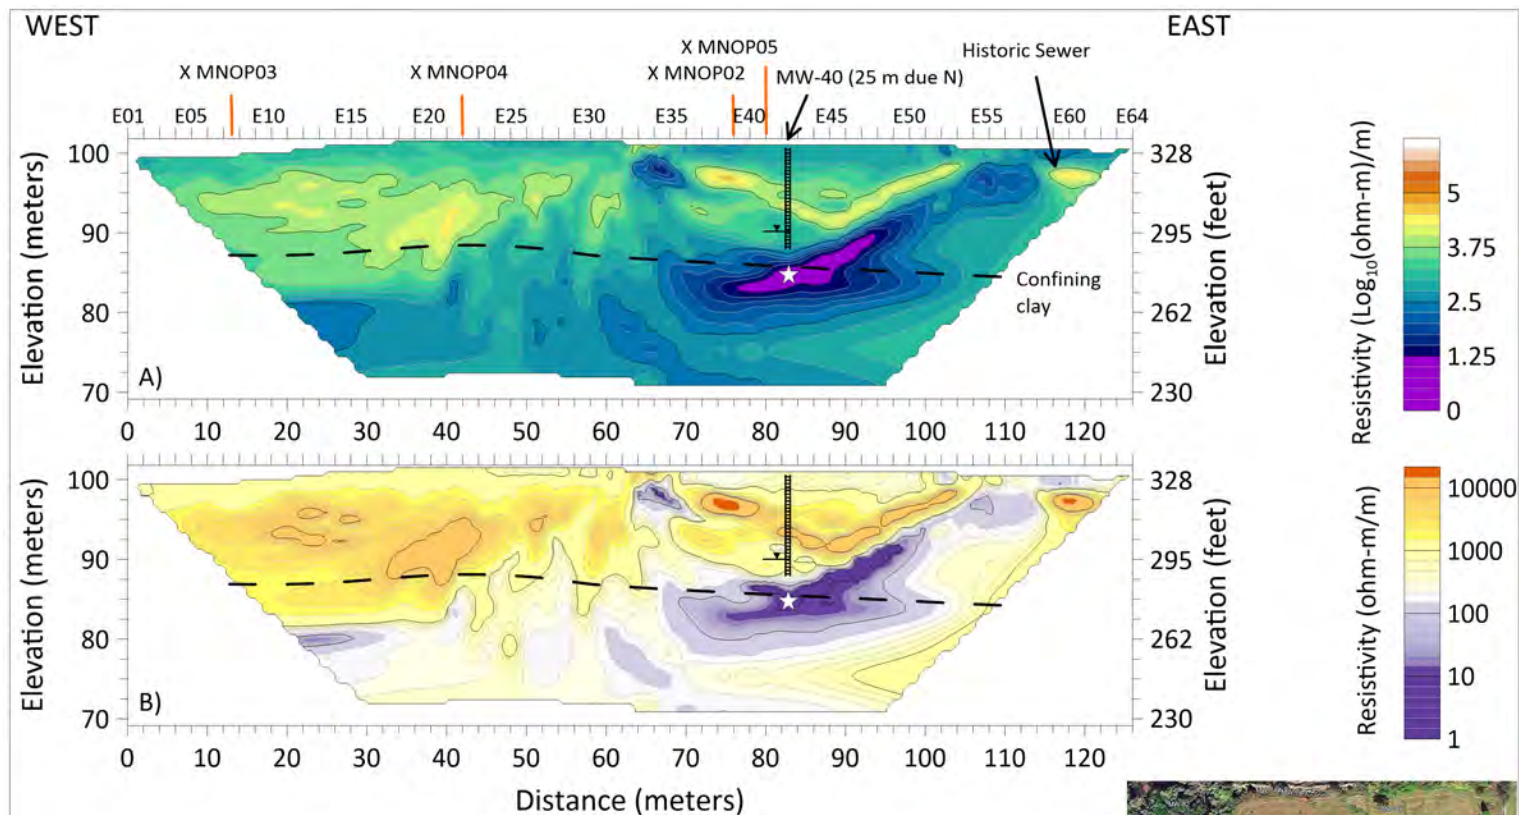 WEST
EAST
X MNOP05
Historic Sewer
X MNOP03
X MNOP04
X MNOP02
MW-40 (25 m due N)
E01 E05 E10 E15 E20 E25 E30 E35 E40 E45 E50 E55 E60 E64
100
90
80
70
Elevation (meters)
A)
328
295
262
230
Elevation (feet)
Confining
clay
0 10 20 30 40 50 60 70 80 90 100 110 120
5
3.75
2.5
1.25
0
Resistivity (Log10(ohm-m)/m)
100
90
80
70
Elevation (meters)
B)
328
295
262
230
Elevation (feet)
10000
1000
100
10
1
Resistivity (ohm-m/m)
0 10 20 30 40 50 60 70 80 90 100 110 120
Distance (meters)